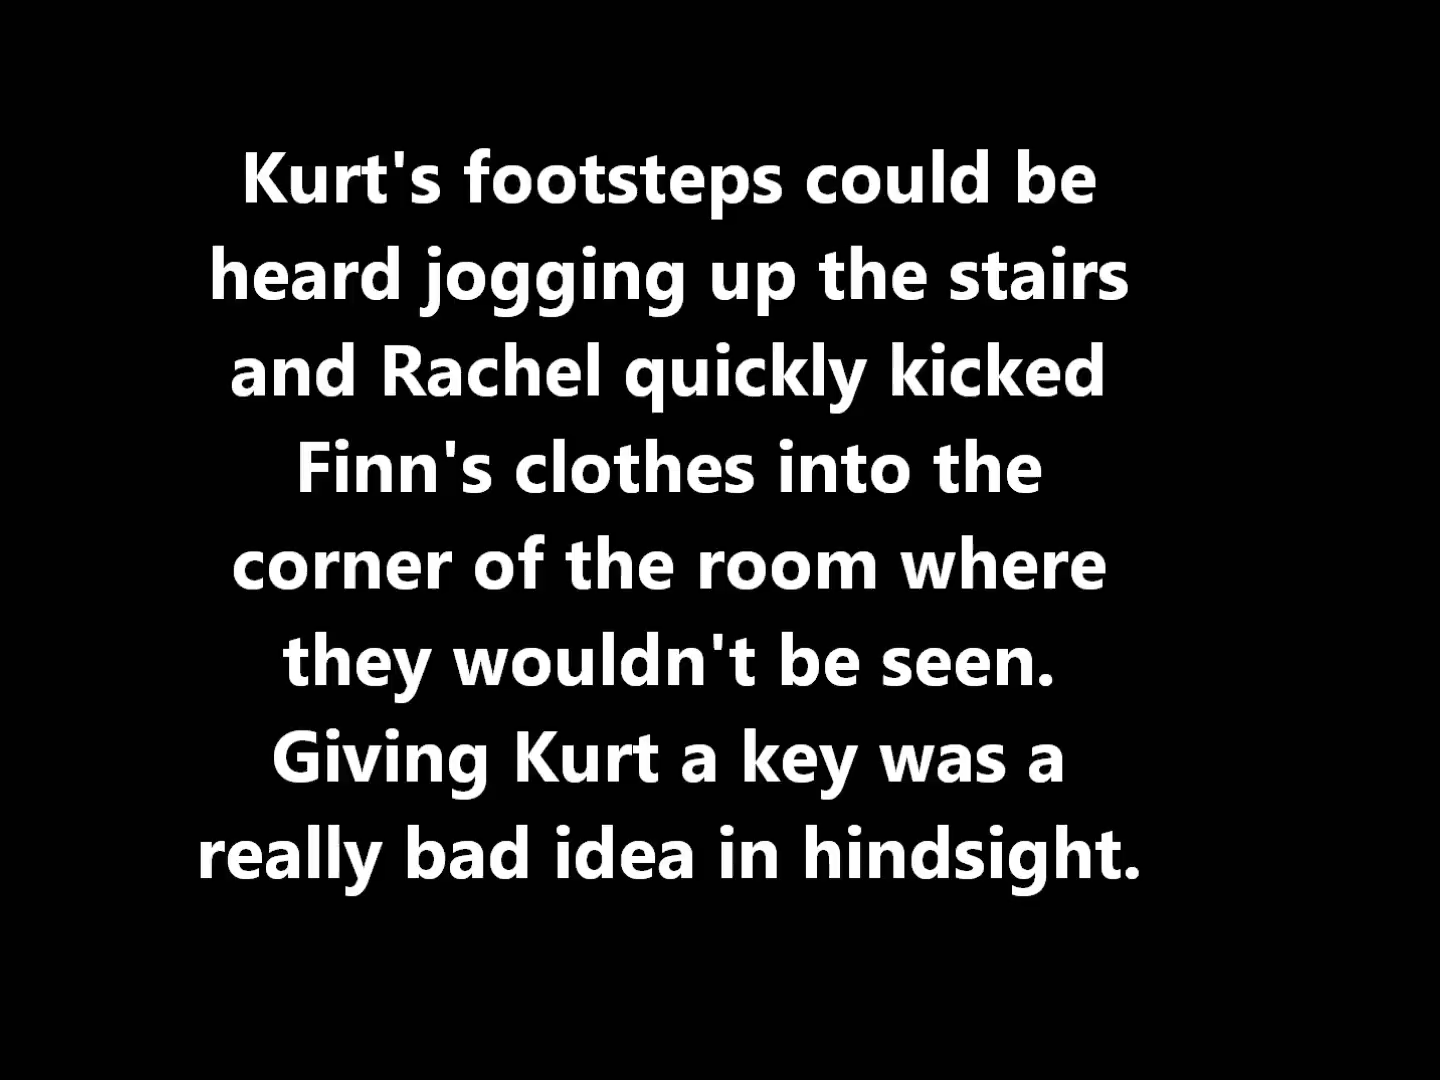 Kurt's footsteps could be
heard jogging up the stairs
and Rachel quickly kicked
Finn's clothes into the
corner of the room where
they wouldn't be seen.
Giving Kurt a key was a
really bad idea in hindsight.